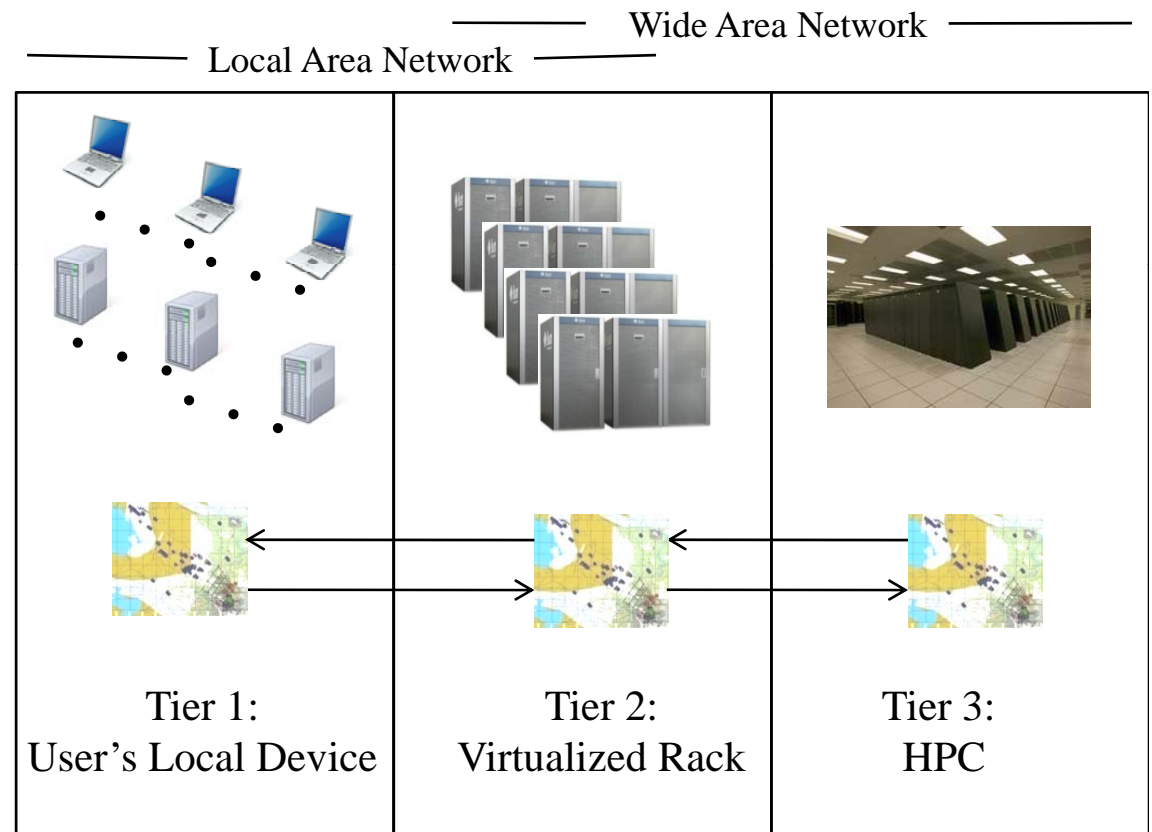 Wide Area Network
Local Area Network
Tier 1:
User's Local Device
Tier 2:
Virtualized Rack
Tier 3:
HPC